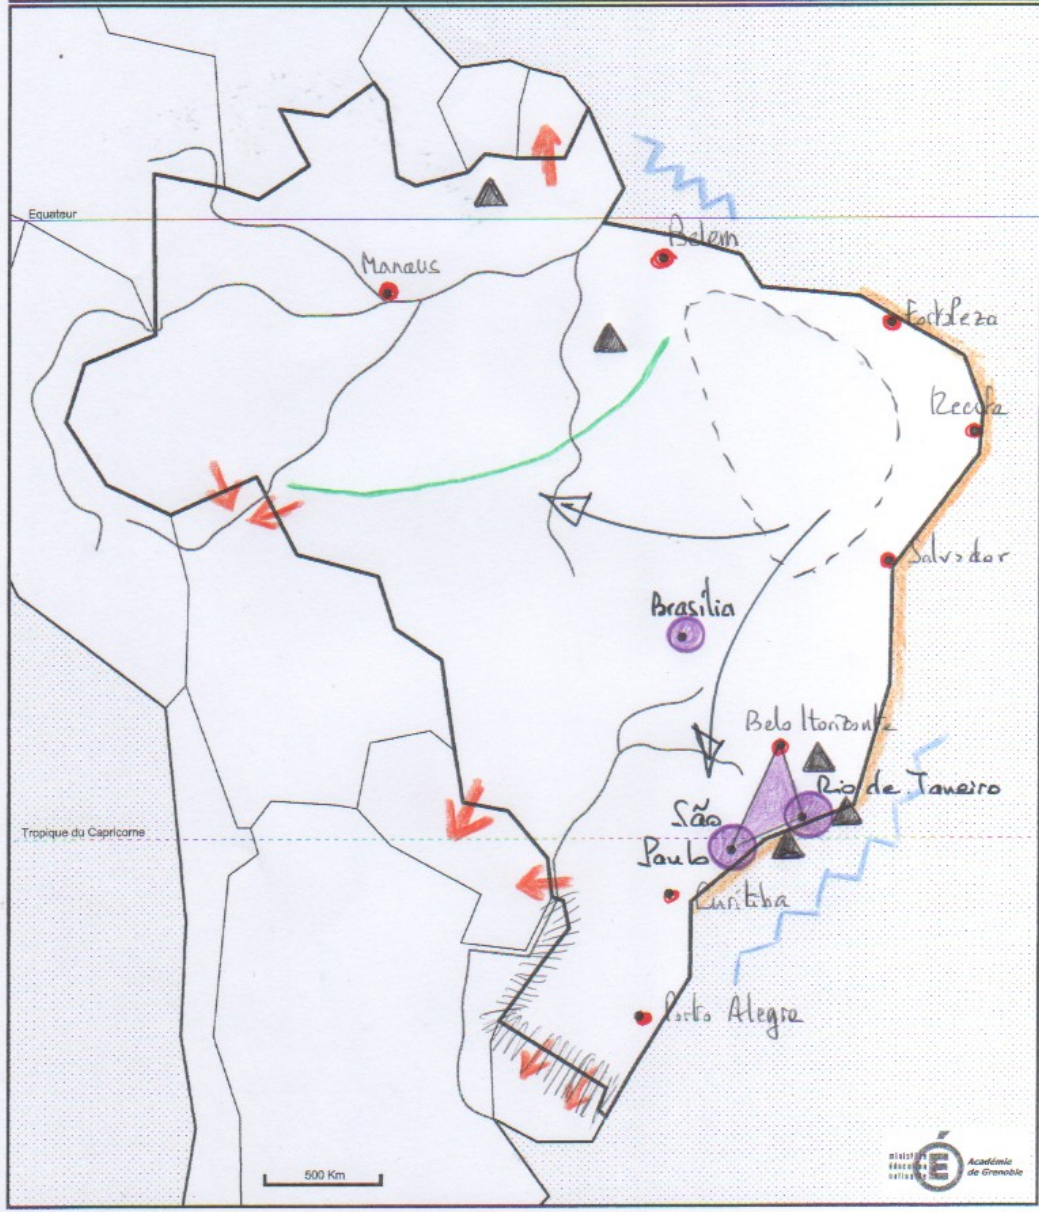 Equateur
Belem
Manaus
Fortaleza
Recife
Salvador
Brasília
Belo Horizonte
Rio de Janeiro
São
Paulo
Tropique du Capricorne
Curitiba
Porto Alegre
500 Km
Académie
de Grenoble